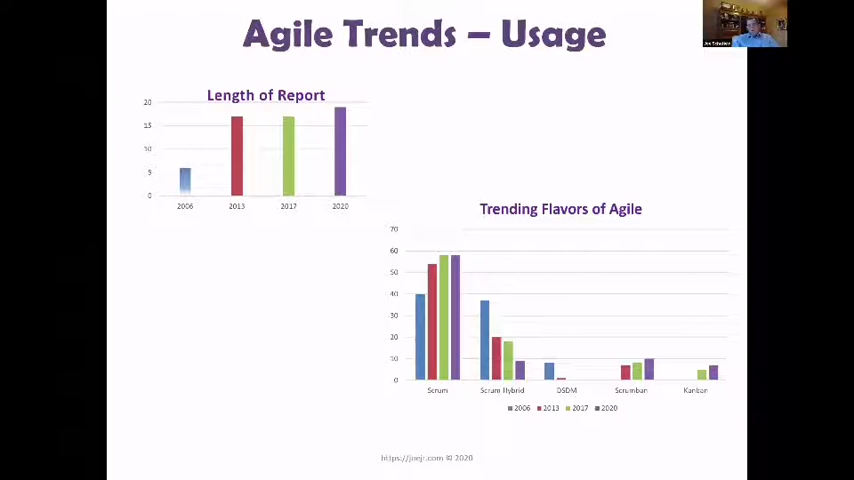 Agile Trends – Usage
Length of Report
20
15
10
5
0
2006
2013
2017
2020
Trending Flavors of Agile
70
60
50
40
30
20
10
0
Scrum
Scrum Hybrid
DSDM
Scrumban
Kanban
2006 2013 2017 2020
https://joejr.com © 2020